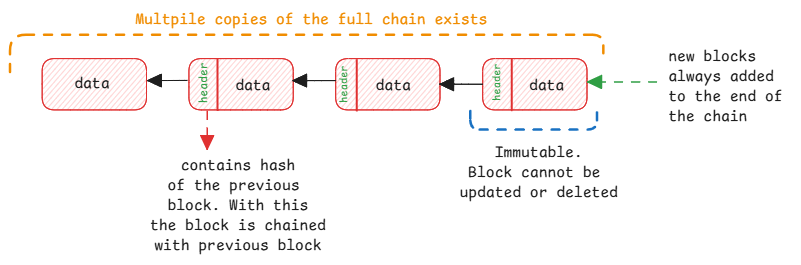 Multpile copies of the full chain exists
data
header
data
header
data
header
data
new blocks
always added
to the end of
the chain
contains hash
of the previous
block. With this
the block is chained
with previous block
Immutable.
Block cannot be
updated or deleted